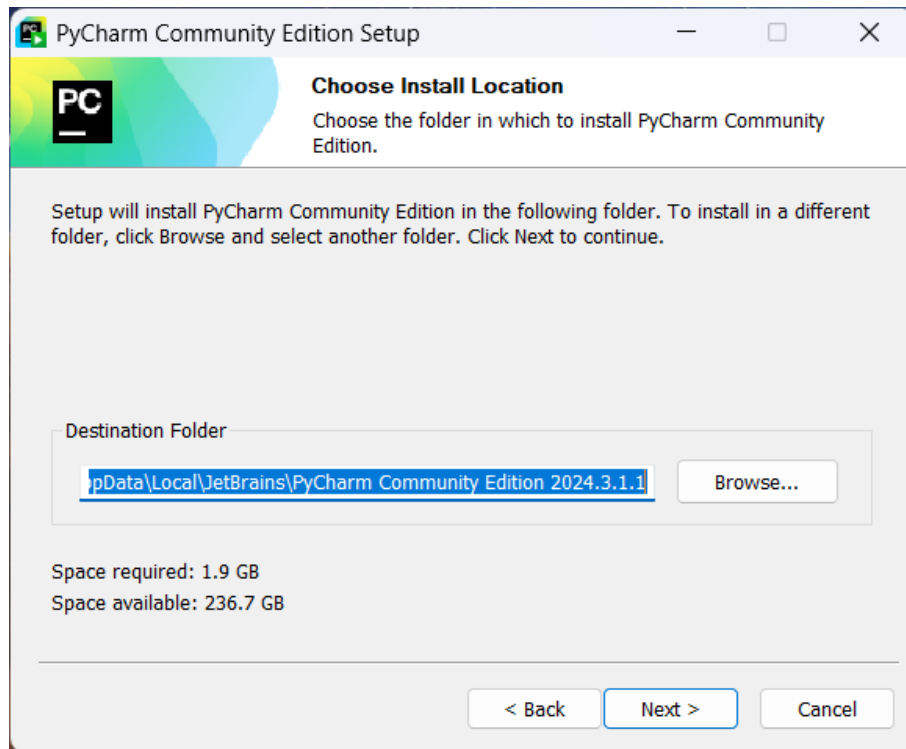 PyCharm Community Edition Setup
PC
Choose Install Location
Choose the folder in which to install PyCharm Community
Edition.
Setup will install PyCharm Community Edition in the following folder. To install in a different
folder, click Browse and select another folder. Click Next to continue.
Destination Folder
ppData\Local\JetBrains\PyCharm Community Edition 2024.3.1.1
Browse...
Space required: 1.9 GB
Space available: 236.7 GB
< Back
Next >
Cancel